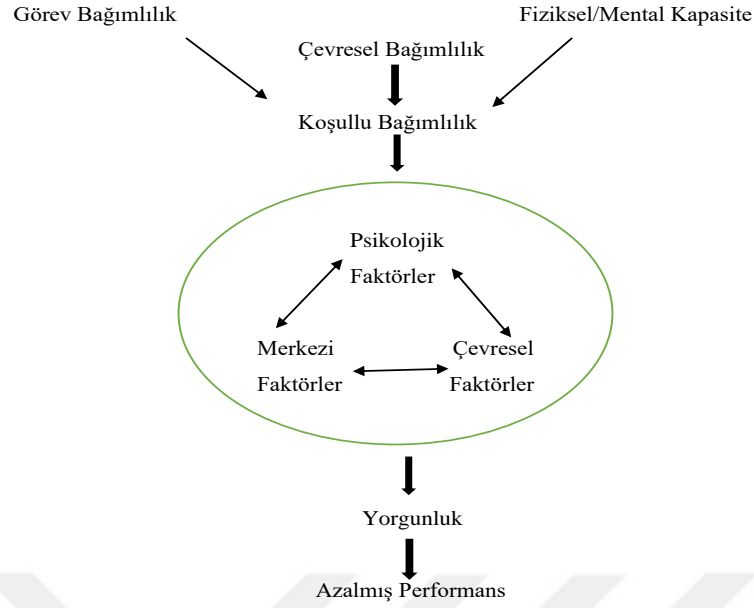 Görev Bağımlılık
Fiziksel/Mental Kapasite
Çevresel Bağımlılık
Koşullu Bağımlılık
Psikolojik
Faktörler
Merkezi
Faktörler
Çevresel
Faktörler
Yorgunluk
Azalmış Performans